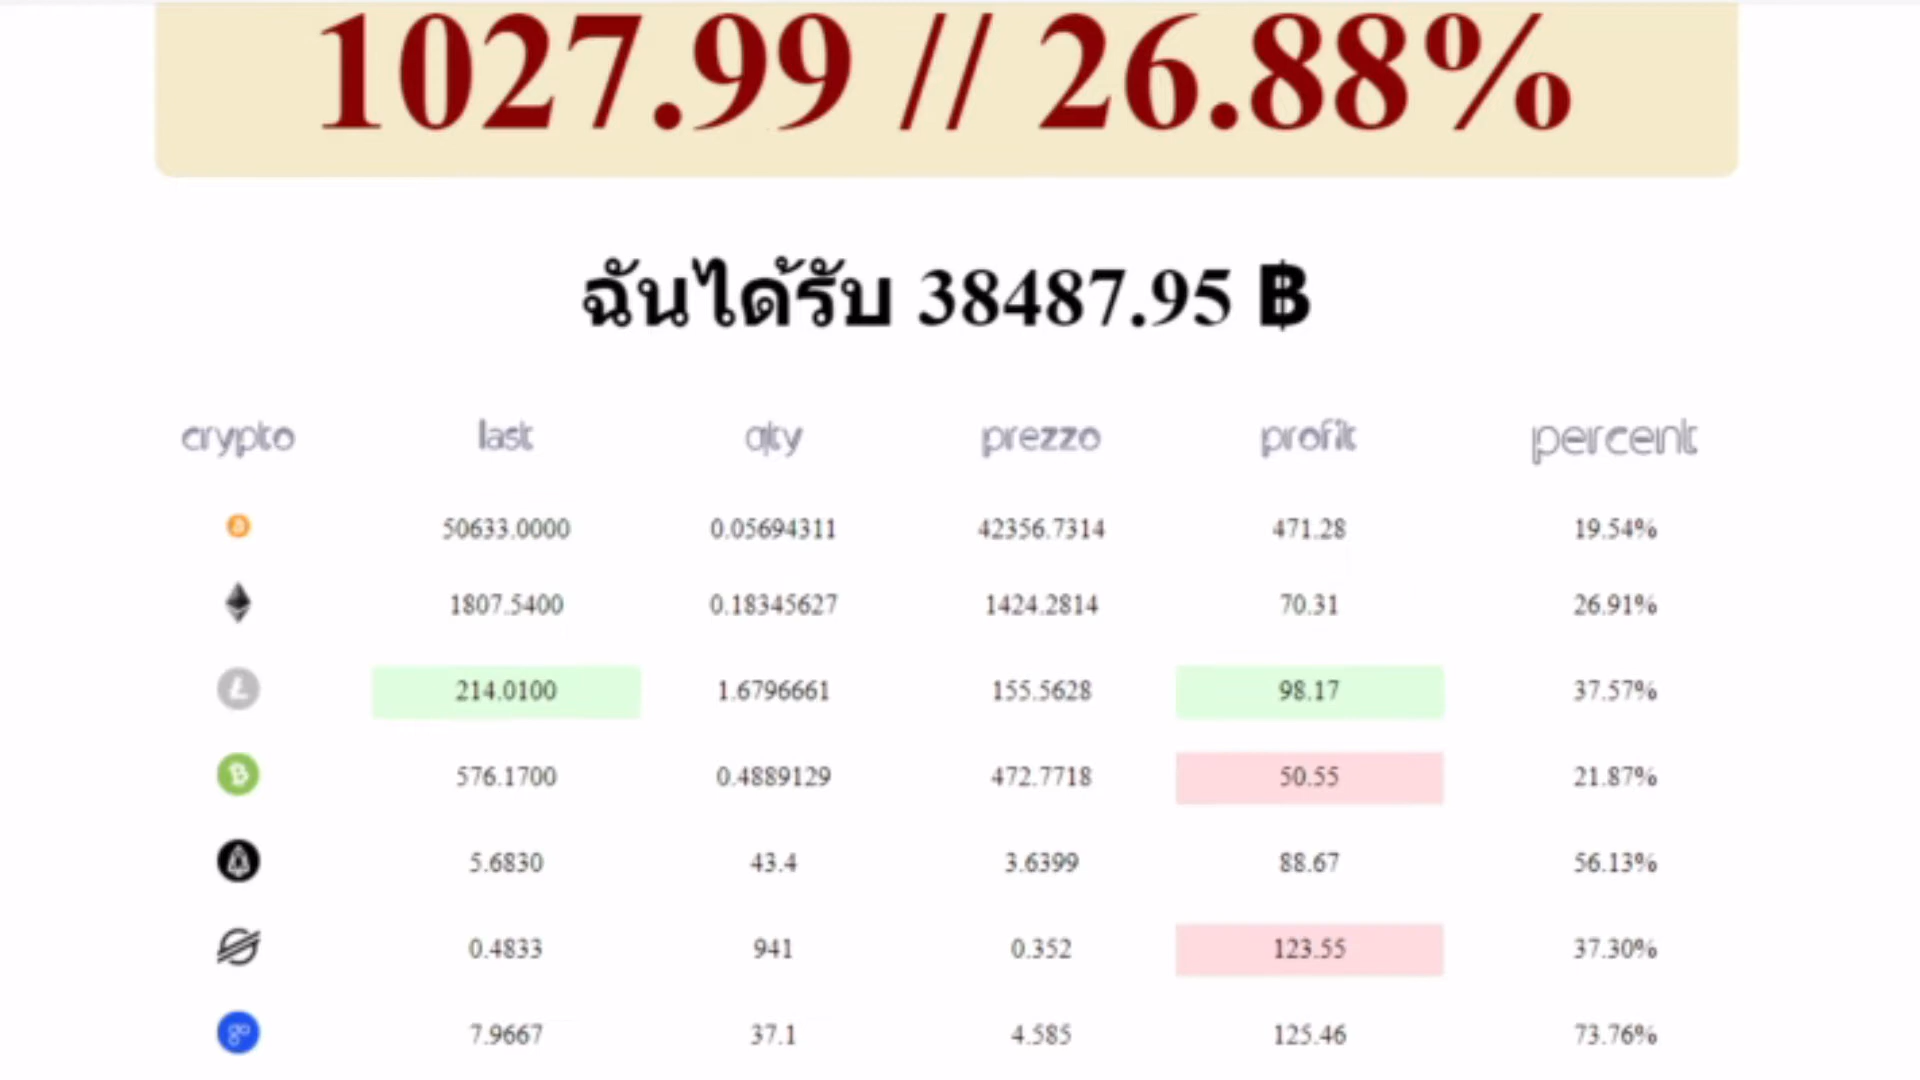 1027.99 // 26.88%
ฉันได้รับ 38487.95 ฿
crypto last qty prezzo profit percent
50633.0000 0.05694311 42356.7314 471.28 19.54%
1807.5400 0.18345627 1424.2814 70.31 26.91%
214.0100 1.6796661 155.5628 98.17 37.57%
576.1700 0.4889129 472.7718 50.55 21.87%
5.6830 43.4 3.6399 88.67 56.13%
0.4833 941 0.352 123.55 37.30%
7.9667 37.1 4.585 125.46 73.76%